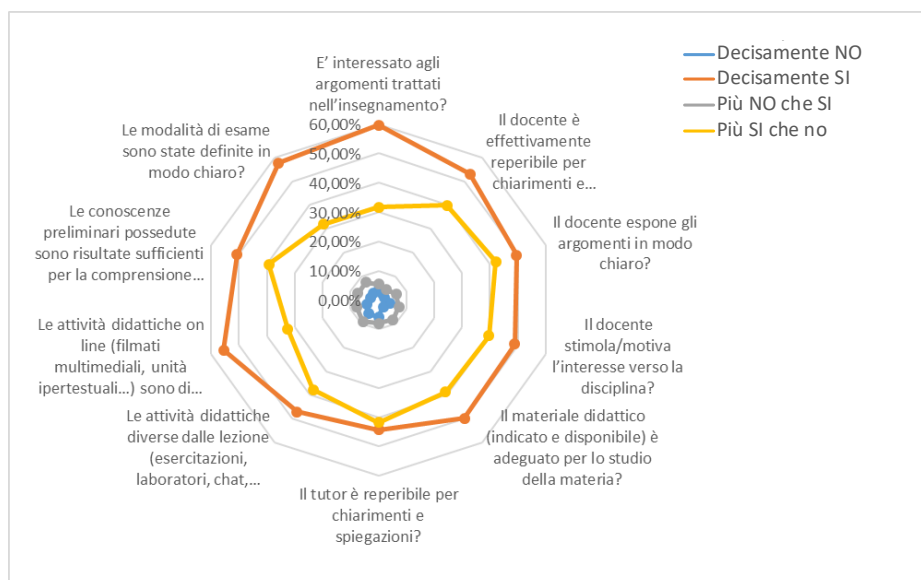 E' interessato agli
argomenti trattati
nell'insegnamento?
Il docente è
effettivamente
reperibile per
chiarimenti e...
Il docente espone gli
argomenti in modo
chiaro?
Il docente
stimola/motiva
l'interesse verso la
disciplina?
Il materiale didattico
(indicato e disponibile) è
adeguato per lo studio
della materia?
Il tutor è reperibile per
chiarimenti e
spiegazioni?
Le attività didattiche
diverse dalle lezione
(esercitazioni,
laboratori, chat,...
Le attività didattiche on
line (filmati
multimediali, unità
ipertestuali...) sono di...
Le conoscenze
preliminari possedute
sono risultate sufficienti
per la comprensione...
Le modalità di esame
sono state definite in
modo chiaro?
60,00%
50,00%
40,00%
30,00%
20,00%
10,00%
0,00%
Decisamente NO
Decisamente SI
Più NO che SI
Più SI che no